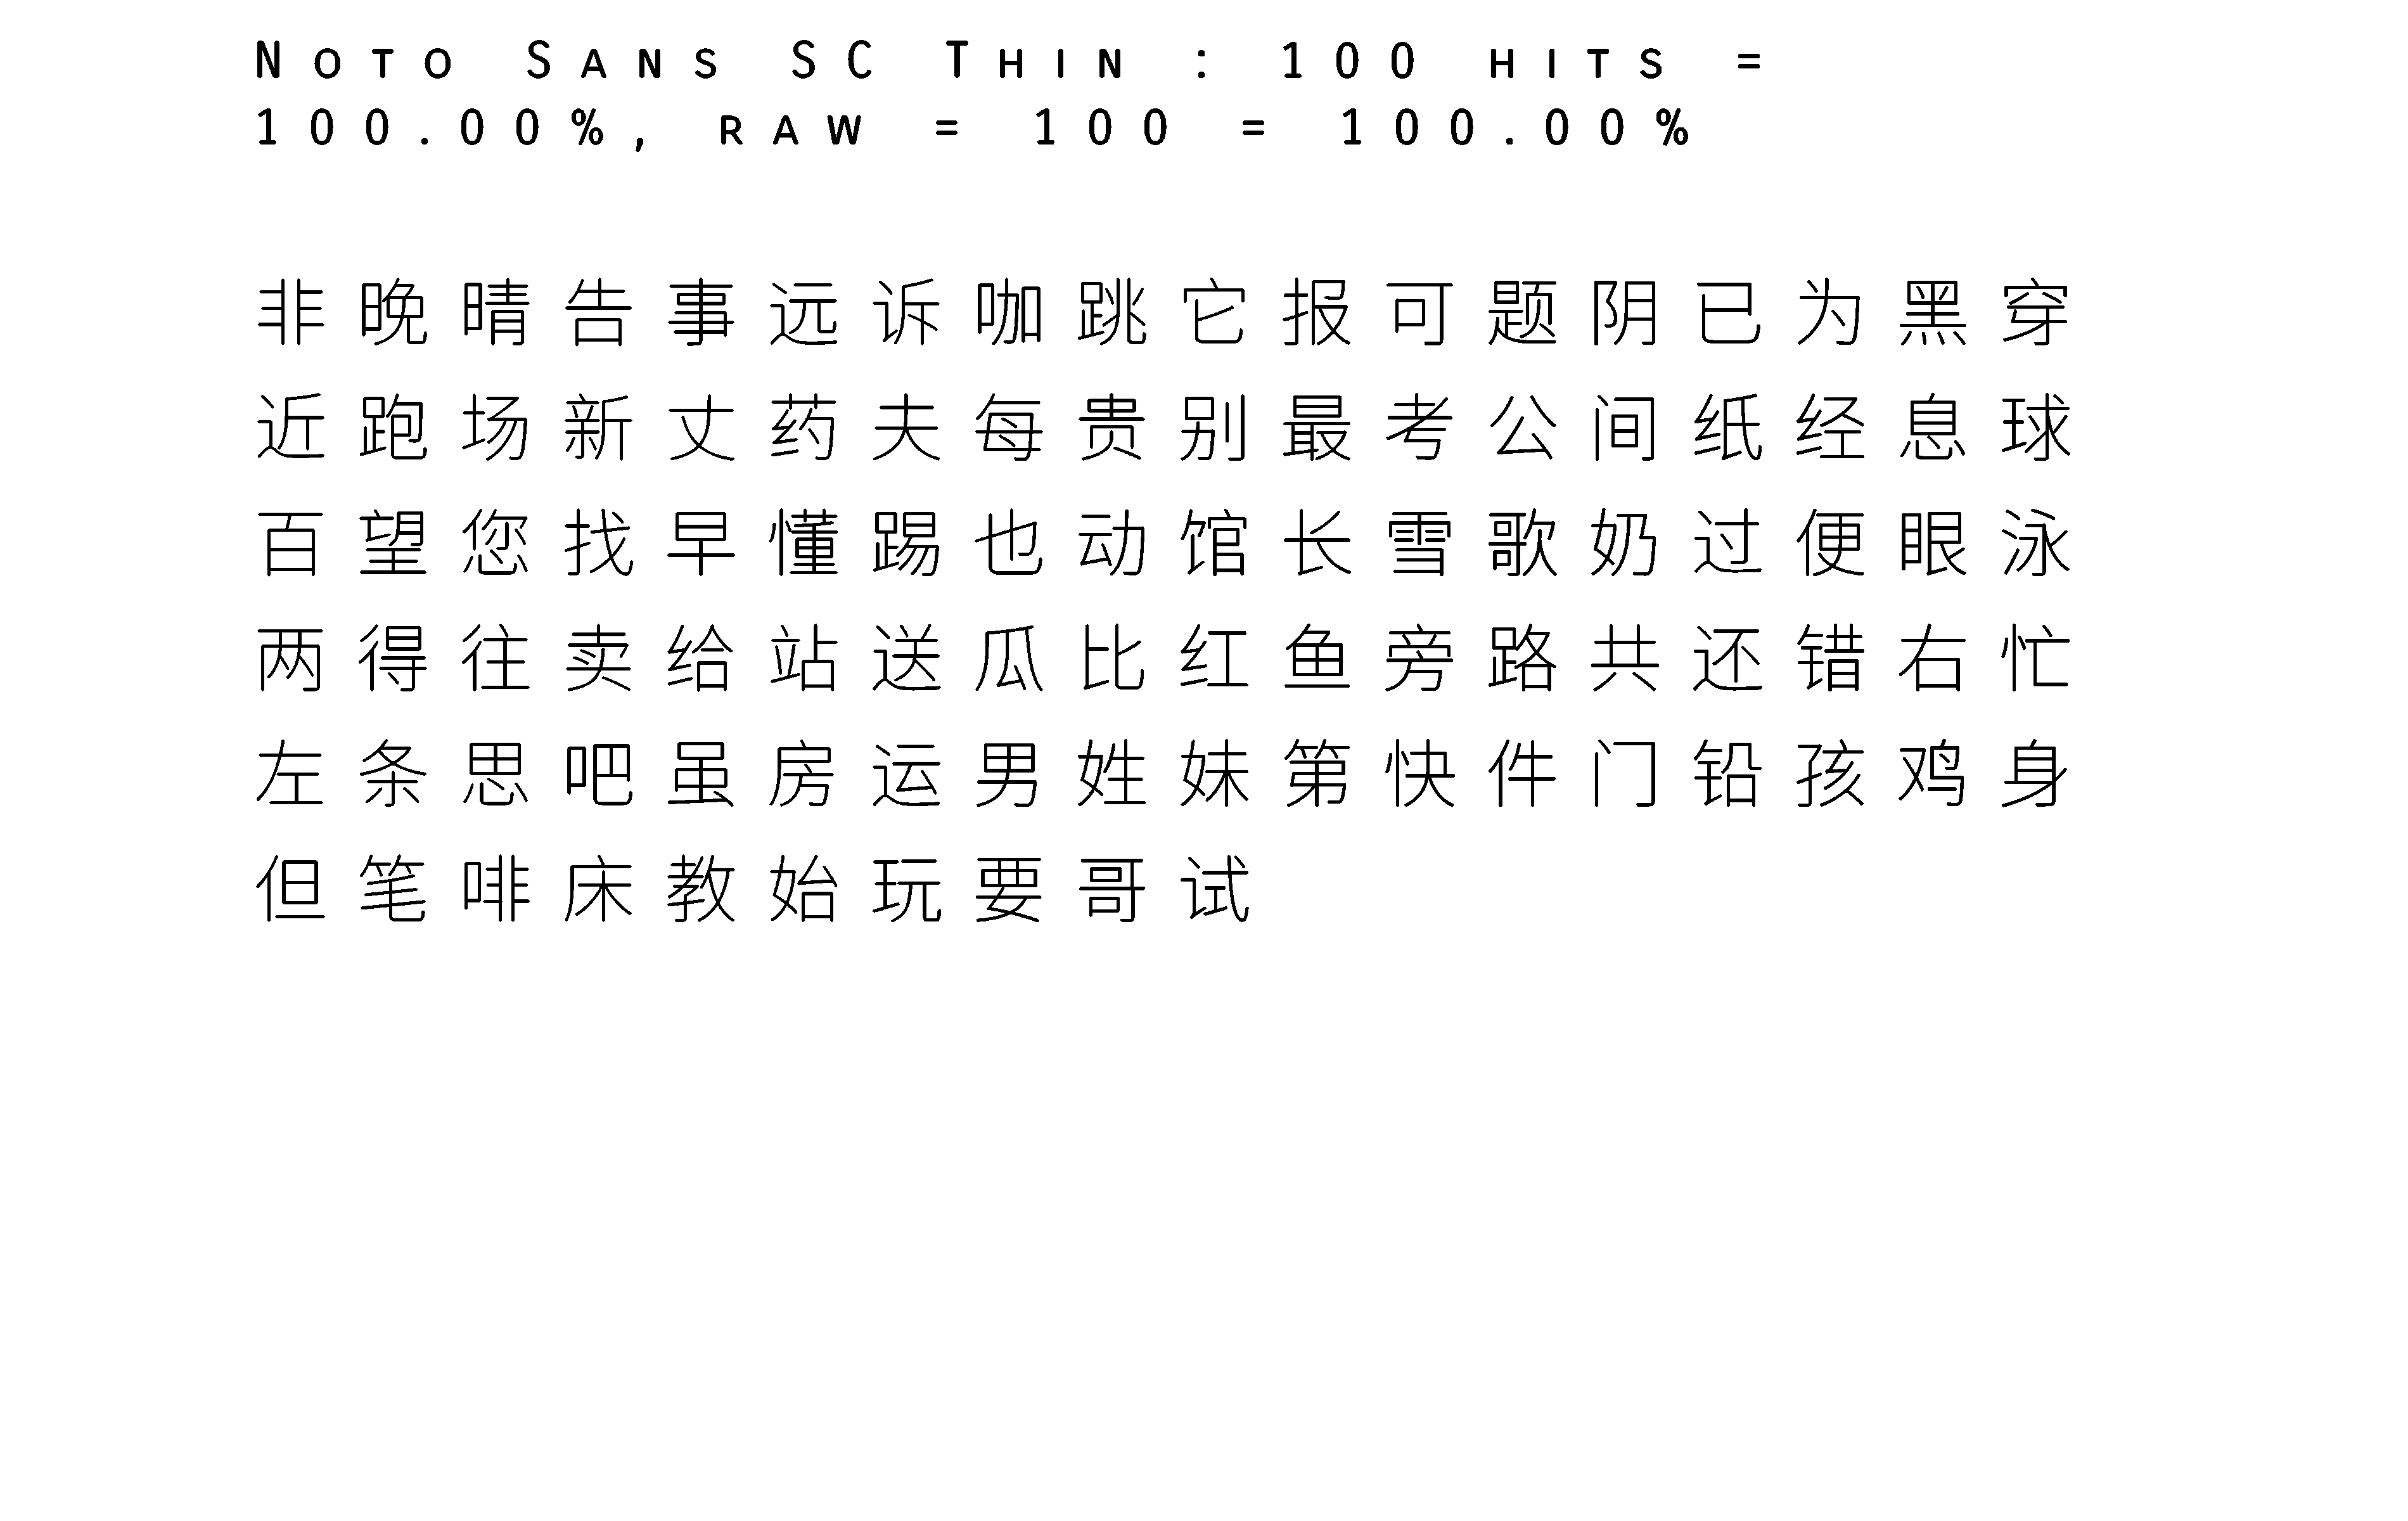 Noto Sans SC Thin : 100 hits =
100.00%, raw = 100 = 100.00%
非晚晴告事远诉咖跳它报可题阴已为黑穿
近跑场新丈药夫每贵别最考公间纸经息球
百望您找早懂踢也动馆长雪歌奶过便眼泳
两得往卖给站送瓜比红鱼旁路共还错右忙
左条思吧虽房运男姓妹第快件门铅孩鸡身
但笔啡床教始玩要哥试